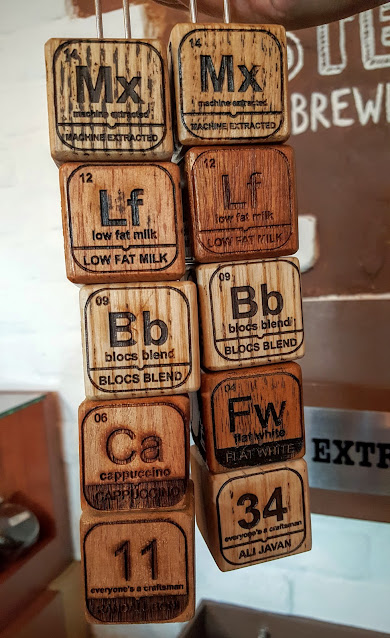 14
Mx
machine extracted
MACHINE EXTRACTED
12
Lf
low fat milk
LOW FAT MILK
09
Bb
blocs blend
BLOCS BLEND
06
Ca
cappuccino
CAPPUCCINO
11
everyone's a craftsman
14
Mx
machine extracted
MACHINE EXTRACTED
12
Lf
low fat milk
LOW FAT MILK
09
Bb
blocs blend
BLOCS BLEND
04
Fw
flat white
FLAT WHITE
34
everyone's a craftsman
ALI JAVAN
BREW
EXTR